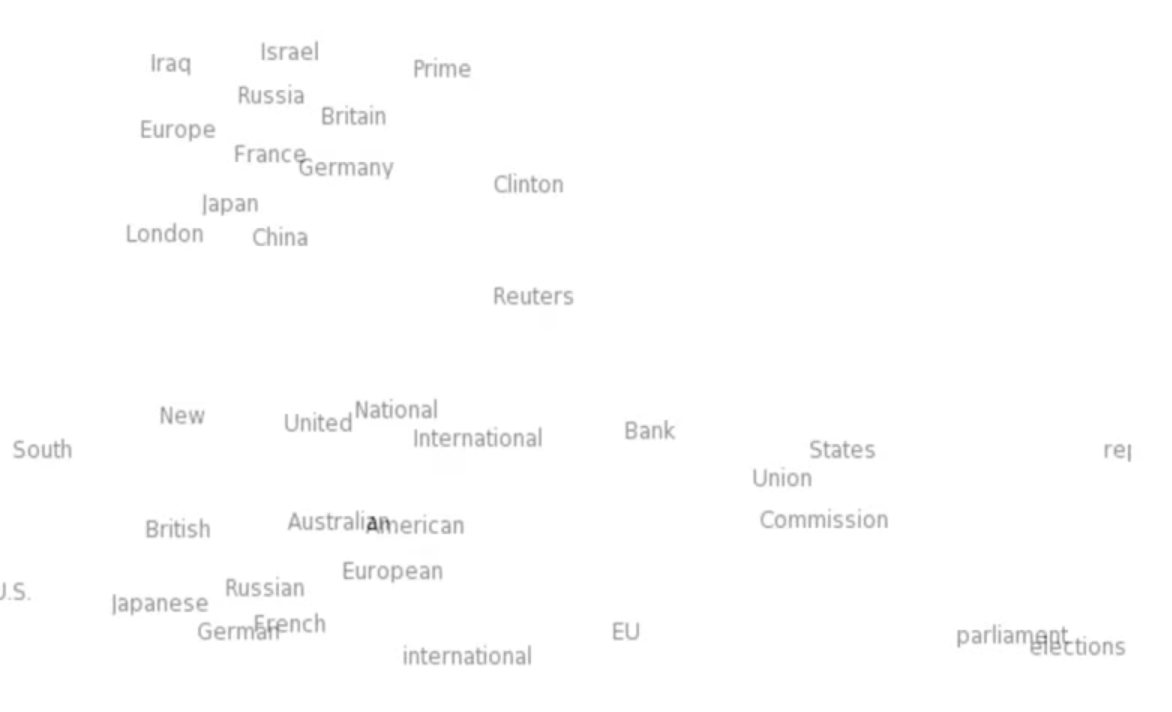 Israel
Iraq
Prime
Russia
Britain
Europe
France
Germany
Clinton
Japan
London
China
Reuters
National
New
United
Bank
International
South
States
rep
Union
Commission
Australian
American
British
European
Russian
U.S.
Japanese
French
German
EU
parliament
elections
international